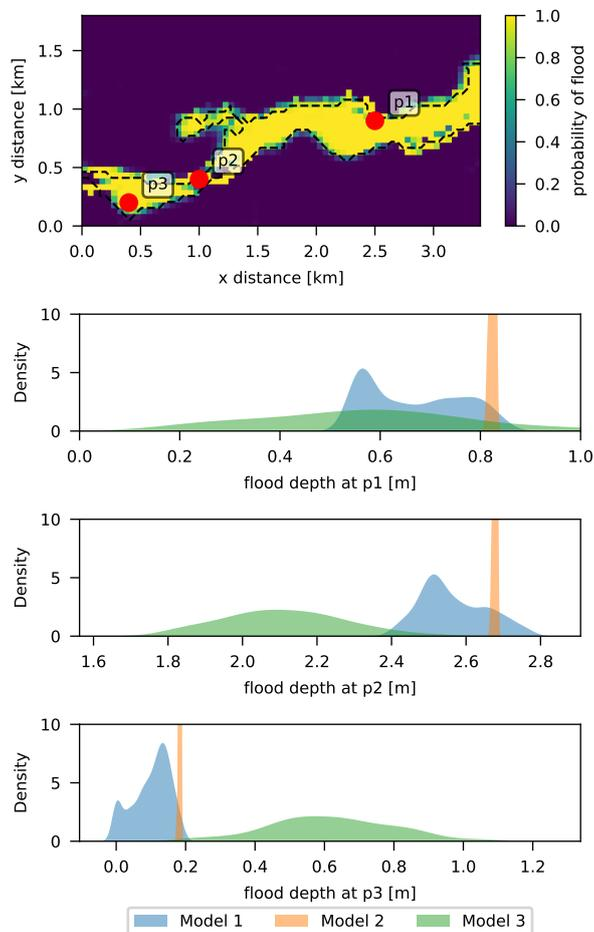 1.5
1.0
0.5
0.0
y distance [km]
p1
p2
p3
0.0 0.5 1.0 1.5 2.0 2.5 3.0
x distance [km]
1.0
0.8
0.6
0.4
0.2
0.0
probability of flood
10
5
0
Density
0.0 0.2 0.4 0.6 0.8 1.0
flood depth at p1 [m]
10
5
0
Density
1.6 1.8 2.0 2.2 2.4 2.6 2.8
flood depth at p2 [m]
10
5
0
Density
0.0 0.2 0.4 0.6 0.8 1.0 1.2
flood depth at p3 [m]
Model 1 Model 2 Model 3